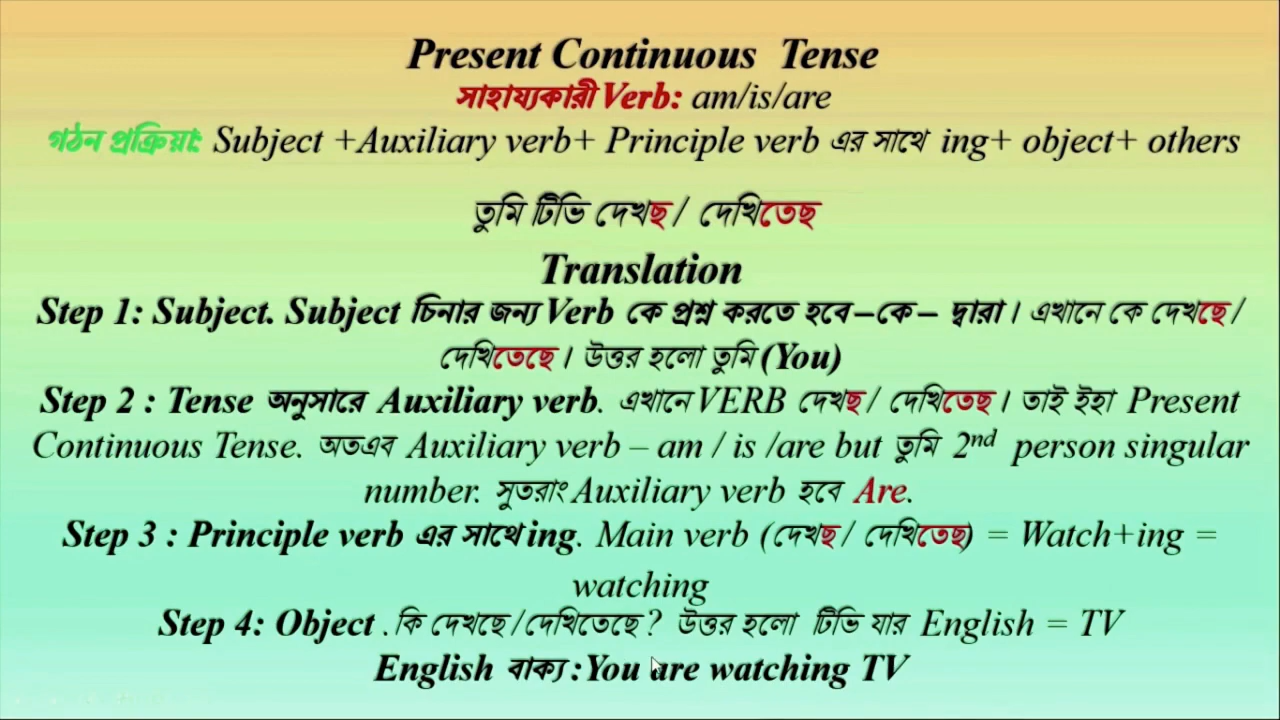 Present Continuous Tense
সাহায্যকারী Verb: am/is/are
গঠন প্রক্রিয়া: Subject +Auxiliary verb+ Principle verb এর সাথে ing+ object+ others
তুমি টিভি দেখছ / দেখিতেছ
Translation
Step 1: Subject. Subject চিনার জন্য Verb কে প্রশ্ন করতে হবে–কে– দ্বারা। এখানে কে দেখছে /
দেখিতেছে। উত্তর হলো তুমি (You)
Step 2 : Tense অনুসারে Auxiliary verb. এখানে VERB দেখছ / দেখিতেছ। তাই ইহা Present
Continuous Tense. অতএব Auxiliary verb – am / is /are but তুমি 2nd person singular
number. সুতরাং Auxiliary verb হবে Are.
Step 3 : Principle verb এর সাথে ing. Main verb (দেখছ / দেখিতেছ) = Watch+ing =
watching
Step 4: Object . কি দেখছে/দেখিতেছে? উত্তর হলো টিভি যার English = TV
English বাক্য :You are watching TV